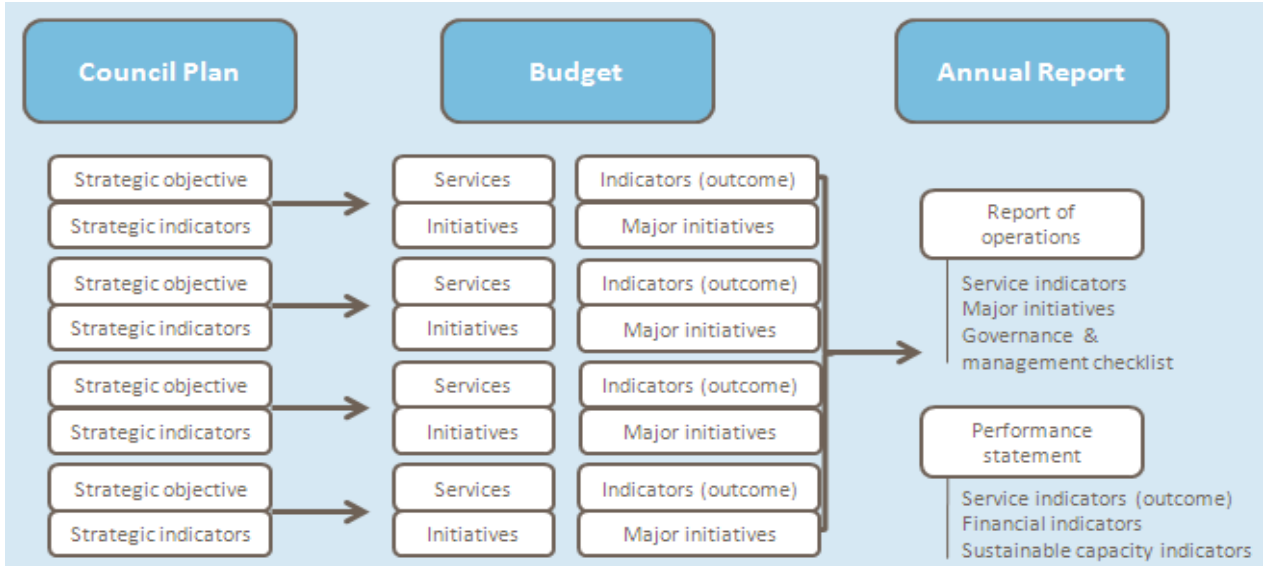 Council Plan
Budget
Annual Report
Strategic objective
Strategic indicators
Services
Initiatives
Indicators (outcome)
Major initiatives
Strategic objective
Strategic indicators
Services
Initiatives
Indicators (outcome)
Major initiatives
Strategic objective
Strategic indicators
Services
Initiatives
Indicators (outcome)
Major initiatives
Strategic objective
Strategic indicators
Services
Initiatives
Indicators (outcome)
Major initiatives
Report of
operations
Service indicators
Major initiatives
Governance &
management checklist
Performance
statement
Service indicators (outcome)
Financial indicators
Sustainable capacity indicators